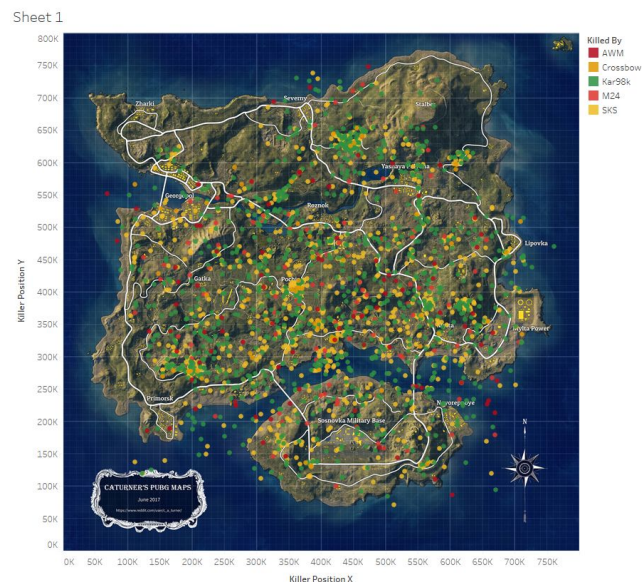 Sheet 1
800K
750K
700K
650K
600K
550K
500K
450K
400K
350K
300K
250K
200K
150K
100K
50K
0K
Killer Position Y
0K 50K 100K 150K 200K 250K 300K 350K 400K 450K 500K 550K 600K 650K 700K 750K
Killer Position X
Killed By
AWM
Crossbow
Kar98k
M24
SKS
Zharki
Severny
Stalber
Georgopol
Rozhok
Lipovka
Gatka
Primorsk
Sosnovka Military Base
N
CATURNER'S PUBG MAPS
June 2017